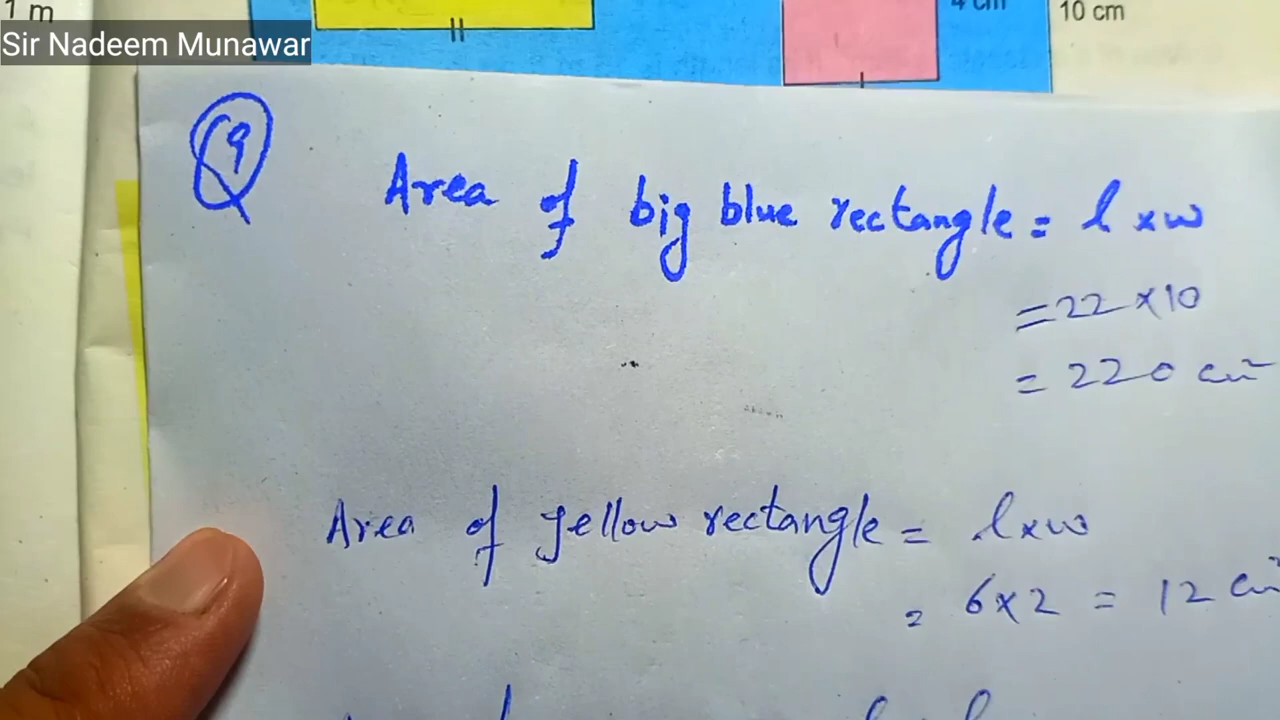 1 m
4 cm
10 cm
Sir Nadeem Munawar
Q9
Area of big blue rectangle = l × w
= 22 × 10
= 220 cm²
Area of yellow rectangle = l × w
= 6 × 2 = 12 cm²